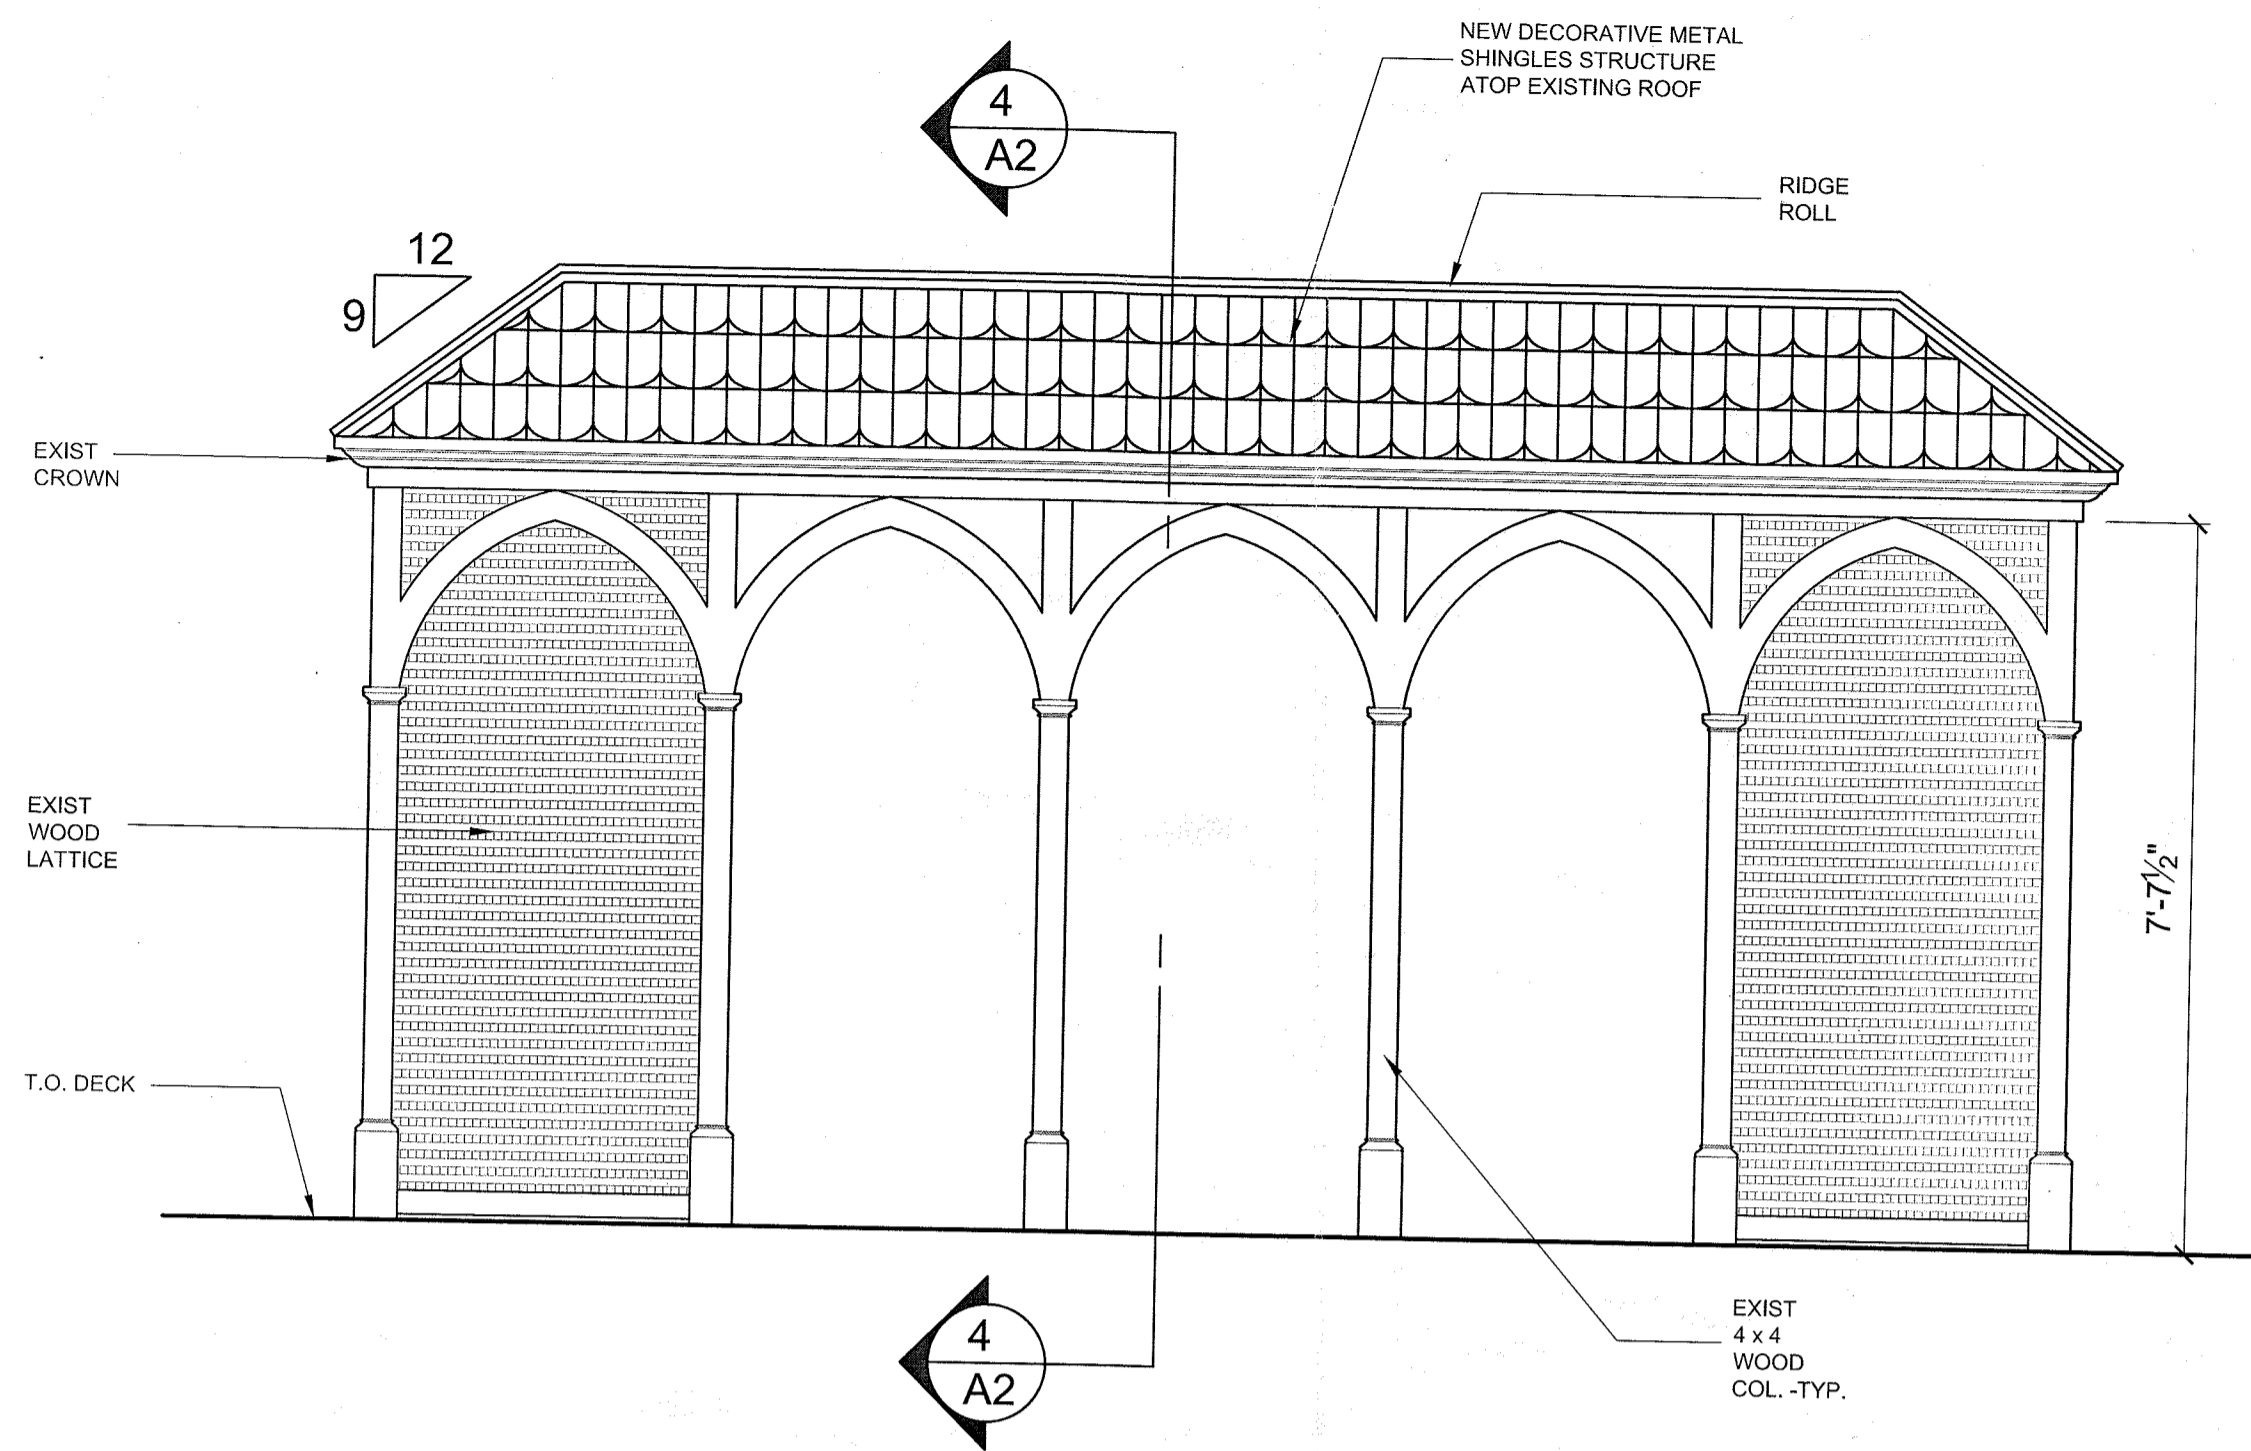 NEW DECORATIVE METAL
SHINGLES STRUCTURE
ATOP EXISTING ROOF
4
A2
RIDGE
ROLL
12
9
EXIST
CROWN
EXIST
WOOD
LATTICE
7'-7½"
T.O. DECK
4
A2
EXIST
4 x 4
WOOD
COL. -TYP.